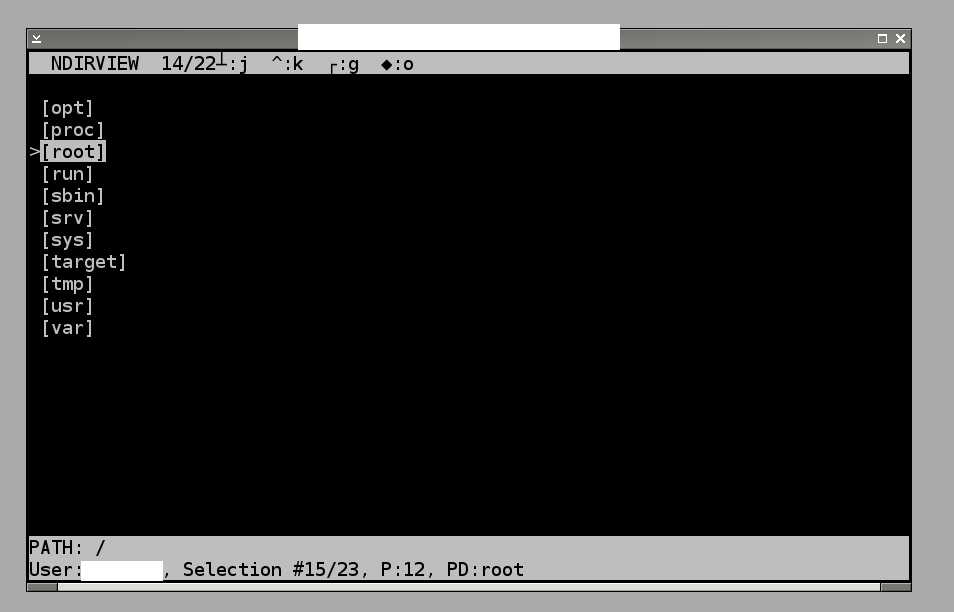 NDIRVIEW 14/22┴:j ^:k ┌:g ◆:o
[opt]
[proc]
>[root]
[run]
[sbin]
[srv]
[sys]
[target]
[tmp]
[usr]
[var]
PATH: /
User: , Selection #15/23, P:12, PD:root